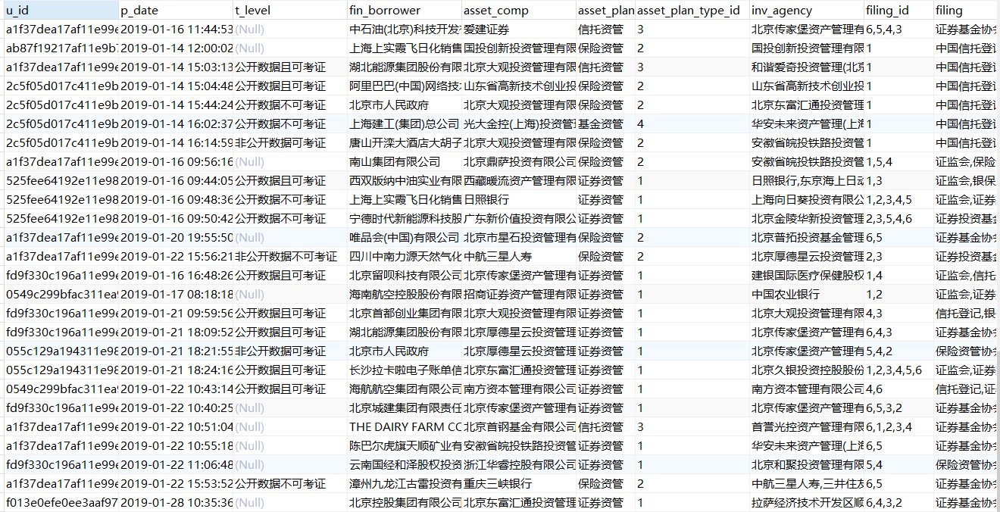 u_id p_date t_level fin_borrower asset_comp asset_plan asset_plan_type_id inv_agency filing_id filing
a1f37dea17af11e99e 2019-01-16 11:44:53 (Null) 中石油(北京)科技开发 爱建证券 信托资管 3 北京传家堡资产管理有 6,5,4,3 证券基金协
ab87f19217af11e9b 2019-01-14 12:00:02 (Null) 上海上实霞飞日化销售 国投创新投资管理有限 保险资管 2 国投创新投资管理有限 1 中国信托登
a1f37dea17af11e99e 2019-01-14 15:03:13 公开数据且可考证 湖北能源集团股份有限 北京大观投资管理有限 信托资管 3 和谐爱奇投资管理(北京 1 中国信托登
2c5f05d017c411e9b 2019-01-14 15:04:48 公开数据且可考证 阿里巴巴(中国)网络技 山东省高新技术创业投 保险资管 2 山东省高新技术创业投 1 中国信托登
2c5f05d017c411e9b 2019-01-14 15:44:24 公开数据不可考证 北京市人民政府 北京大观投资管理有限 保险资管 2 北京东富汇通投资管理 1 中国信托登
2c5f05d017c411e9b 2019-01-14 16:02:37 公开数据不可考证 上海建工(集团)总公司 光大金控(上海)投资管 基金资管 4 华安未来资产管理(上海 1 中国信托登
2c5f05d017c411e9b 2019-01-14 16:14:59 非公开数据可考证 唐山开滦大酒店大胡子 北京大观投资管理有限 保险资管 2 安徽省皖投铁路投资管 1 中国信托登
a1f37dea17af11e99e 2019-01-16 09:56:16 (Null) 南山集团有限公司 北京鼎萨投资有限公司 保险资管 2 安徽省皖投铁路投资管 1,5,4 证监会,保险
525fee64192e11e98 2019-01-16 09:44:05 公开数据且可考证 西双版纳中油实业有限 西藏暖流资产管理有限 证券资管 1 日照银行,东京海上日动 1,3 证监会,银保
525fee64192e11e98 2019-01-16 09:48:36 公开数据不可考证 上海上实霞飞日化销售 日照银行 证券资管 1 上海向日葵投资有限公 1,2,3,4,5 证监会,证券
525fee64192e11e98 2019-01-16 09:50:42 公开数据不可考证 宁德时代新能源科技股 广东新价值投资有限公 证券资管 1 北京金陵华新投资管理 2,3,5,4,6 证券投资基
a1f37dea17af11e99e 2019-01-20 19:55:50 (Null) 唯品会(中国)有限公司 北京市星石投资管理有 保险资管 2 北京普拓投资基金管理 6,5 证券基金协
a1f37dea17af11e99e 2019-01-22 15:56:21 非公开数据不可考证 四川中南力源天然气化 中航三星人寿 保险资管 2 北京厚德星云投资管理 2,3 证券投资基
fd9f330c196a11e99e 2019-01-16 16:48:26 公开数据且可考证 北京留呗科技有限公司 北京传家堡资产管理有 证券资管 1 建银国际医疗保健股权 1,4 证监会,信托
0549c299bfac311ea 2019-01-17 08:18:18 (Null) 海南航空控股股份有限 招商证券资产管理有限 证券资管 1 中国农业银行 1,2 证监会,证券
fd9f330c196a11e99e 2019-01-21 09:59:56 公开数据且可考证 北京首都创业集团有限 北京大观投资管理有限 证券资管 1 北京大观投资管理有限 4,3 信托登记,银
fd9f330c196a11e99e 2019-01-21 18:09:52 公开数据且可考证 湖北能源集团股份有限 北京厚德星云投资管理 证券资管 1 北京传家堡资产管理有 6,4,3 证券基金协
055c129a194311e98 2019-01-21 18:21:55 非公开数据可考证 北京市人民政府 北京厚德星云投资管理 证券资管 1 北京传家堡资产管理有 5,4,2 保险资管协
055c129a194311e98 2019-01-21 18:24:16 公开数据且可考证 长沙拉卡啦电子账单信 北京东富汇通投资管理 证券资管 1 北京久银投资控股股份 1,2,3,4,5,6 证监会,证券
0549c299bfac311ea 2019-01-22 10:43:14 公开数据且可考证 海航航空集团有限公司 南方资本管理有限公司 证券资管 1 南方资本管理有限公司 4,6 信托登记,证
fd9f330c196a11e99e 2019-01-22 10:40:25 (Null) 北京城建集团有限责任 北京传家堡资产管理有 证券资管 1 北京传家堡资产管理有 6,5,3,2 证券基金协
a1f37dea17af11e99e 2019-01-22 10:51:04 (Null) THE DAIRY FARM CO 北京首钢基金有限公司 信托资管 3 首誉光控资产管理有限 6,1,2,3,4 证券基金协
a1f37dea17af11e99e 2019-01-22 10:55:18 (Null) 陈巴尔虎旗天顺矿业有 安徽省皖投铁路投资管 证券资管 1 华安未来资产管理(上海 6,5 证券基金协
fd9f330c196a11e99e 2019-01-22 11:06:48 (Null) 云南国经和泽股权投资 浙江华睿控股有限公司 证券资管 1 北京和聚投资管理有限 5,4 保险资管协
a1f37dea17af11e99e 2019-01-22 15:53:52 公开数据不可考证 漳州九龙江古雷投资有 重庆三峡银行 保险资管 2 中航三星人寿,三井住友 6,5 证券基金协
f013e0efe0ee3aaf97 2019-01-28 10:35:36 (Null) 北京控股集团有限公司 北京东富汇通投资管理 证券资管 1 拉萨经济技术开发区顺 6,4,3,2 证券基金协